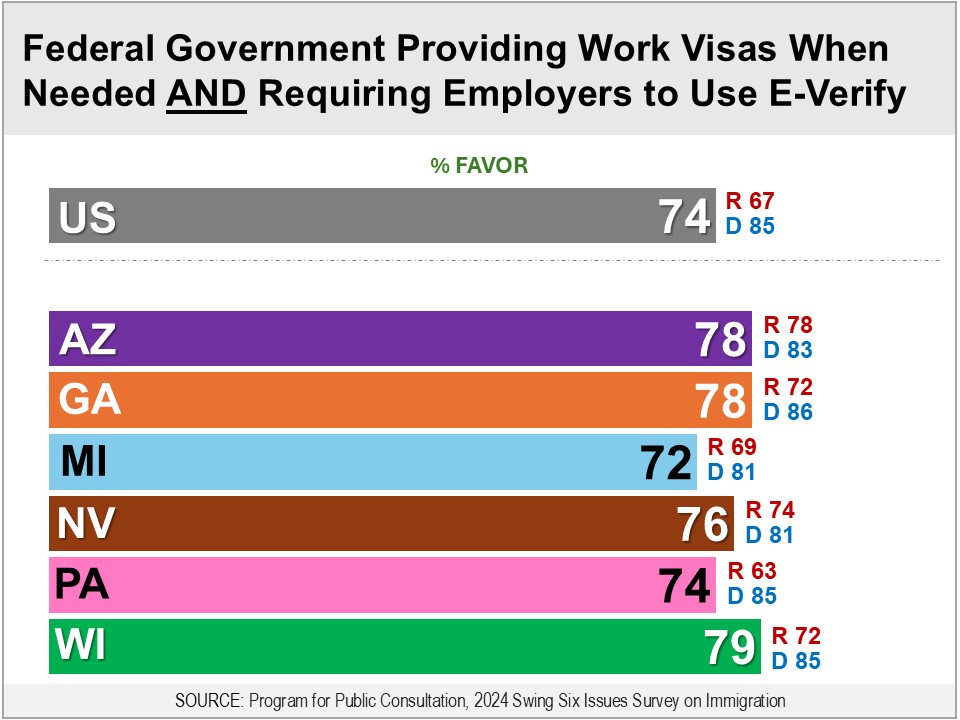 Federal Government Providing Work Visas When
Needed AND Requiring Employers to Use E-Verify
% FAVOR
US 74 R 67
D 85
AZ 78 R 78
D 83
GA 78 R 72
D 86
MI 72 R 69
D 81
NV 76 R 74
D 81
PA 74 R 63
D 85
WI 79 R 72
D 85
SOURCE: Program for Public Consultation, 2024 Swing Six Issues Survey on Immigration